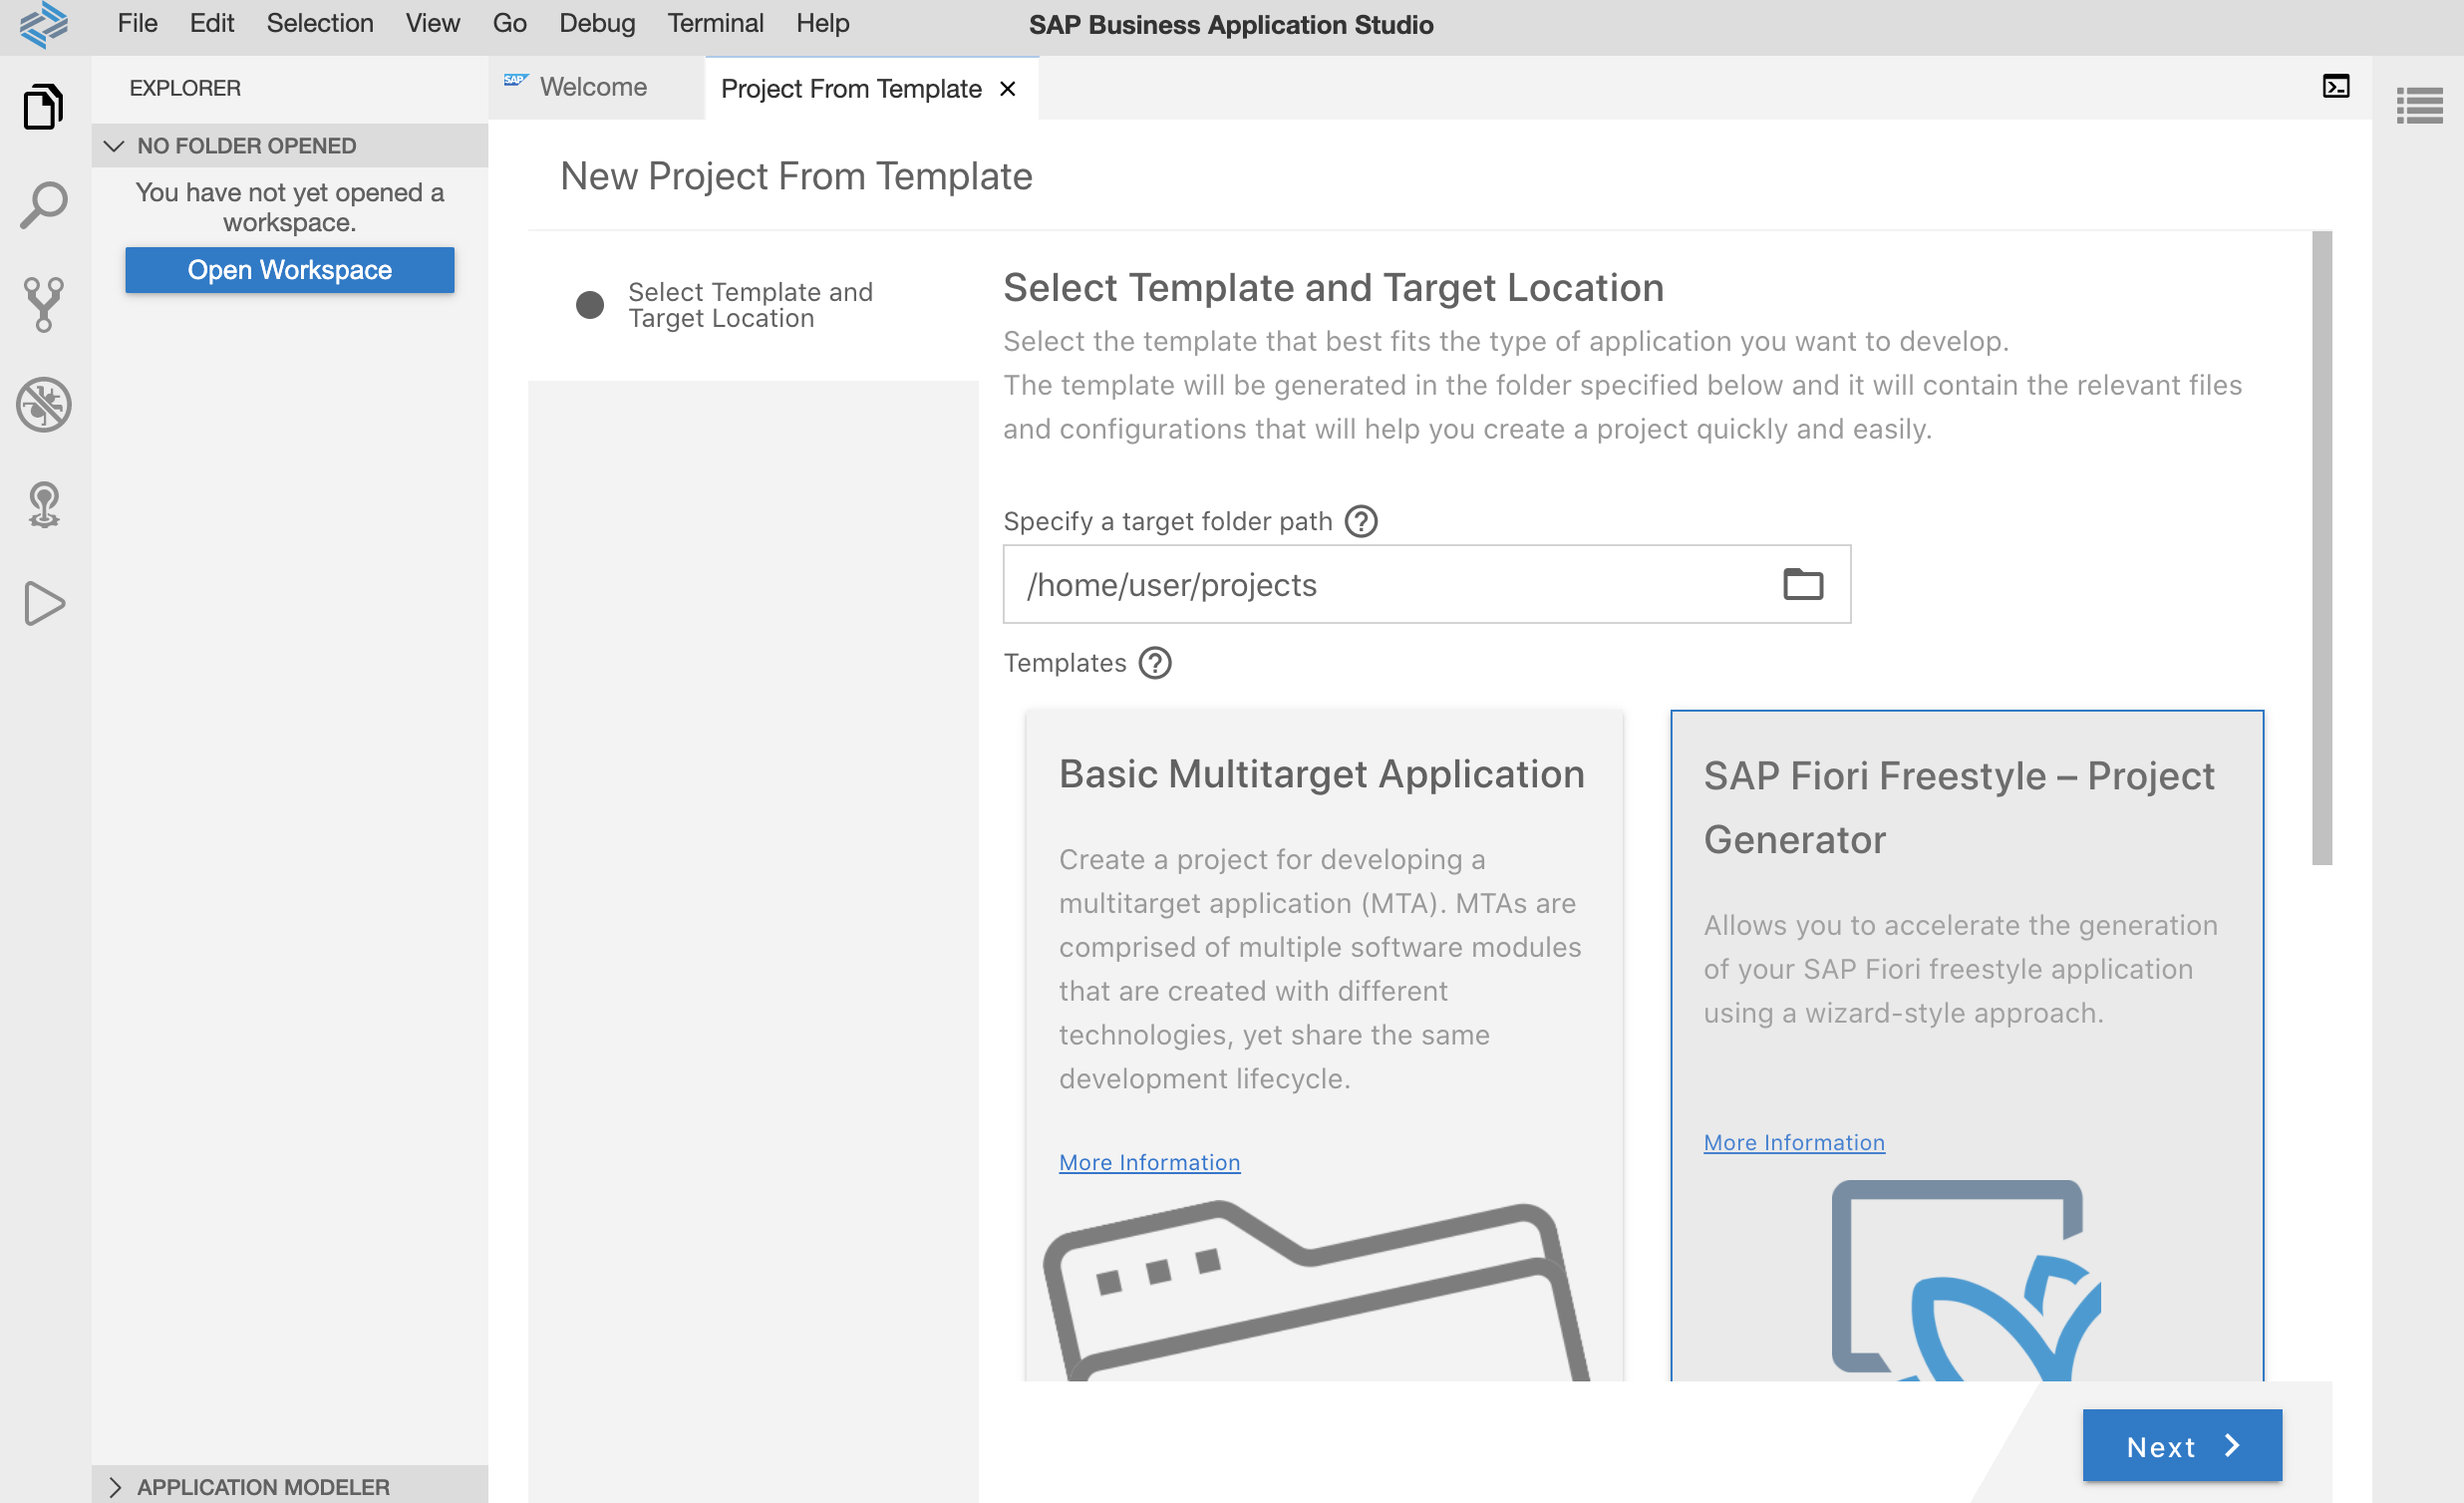 File Edit Selection View Go Debug Terminal Help
SAP Business Application Studio
EXPLORER
NO FOLDER OPENED
You have not yet opened a
workspace.
Open Workspace
APPLICATION MODELER
SAP Welcome
Project From Template
New Project From Template
Select Template and
Target Location
Select Template and Target Location
Select the template that best fits the type of application you want to develop.
The template will be generated in the folder specified below and it will contain the relevant files
and configurations that will help you create a project quickly and easily.
Specify a target folder path
/home/user/projects
Templates
Basic Multitarget Application
Create a project for developing a
multitarget application (MTA). MTAs are
comprised of multiple software modules
that are created with different
technologies, yet share the same
development lifecycle.
More Information
SAP Fiori Freestyle – Project
Generator
Allows you to accelerate the generation
of your SAP Fiori freestyle application
using a wizard-style approach.
More Information
Next